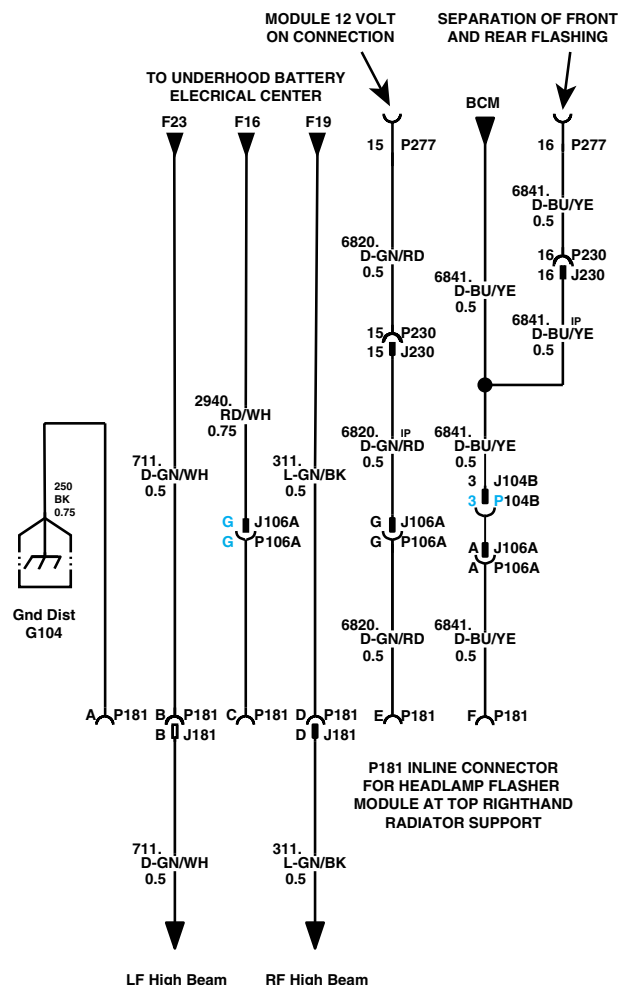 MODULE 12 VOLT
ON CONNECTION
SEPARATION OF FRONT
AND REAR FLASHING
TO UNDERHOOD BATTERY
ELECRICAL CENTER
F23
F16
F19
BCM
15 P277
16 P277
6841.
D-BU/YE
0.5
6820.
D-GN/RD
0.5
16 P230
16 J230
6841.
D-BU/YE
0.5
6841. IP
D-BU/YE
0.5
15 P230
15 J230
2940.
RD/WH
0.75
6820. IP
D-GN/RD
0.5
6841.
D-BU/YE
0.5
711.
D-GN/WH
0.5
311.
L-GN/BK
0.5
3 J104B
3 P104B
250
BK
0.75
G J106A
G P106A
G J106A
G P106A
A J106A
A P106A
Gnd Dist
G104
6820.
D-GN/RD
0.5
6841.
D-BU/YE
0.5
A P181
B P181
B J181
C P181
D P181
D J181
E P181
F P181
P181 INLINE CONNECTOR
FOR HEADLAMP FLASHER
MODULE AT TOP RIGHTHAND
RADIATOR SUPPORT
711.
D-GN/WH
0.5
311.
L-GN/BK
0.5
LF High Beam
RF High Beam